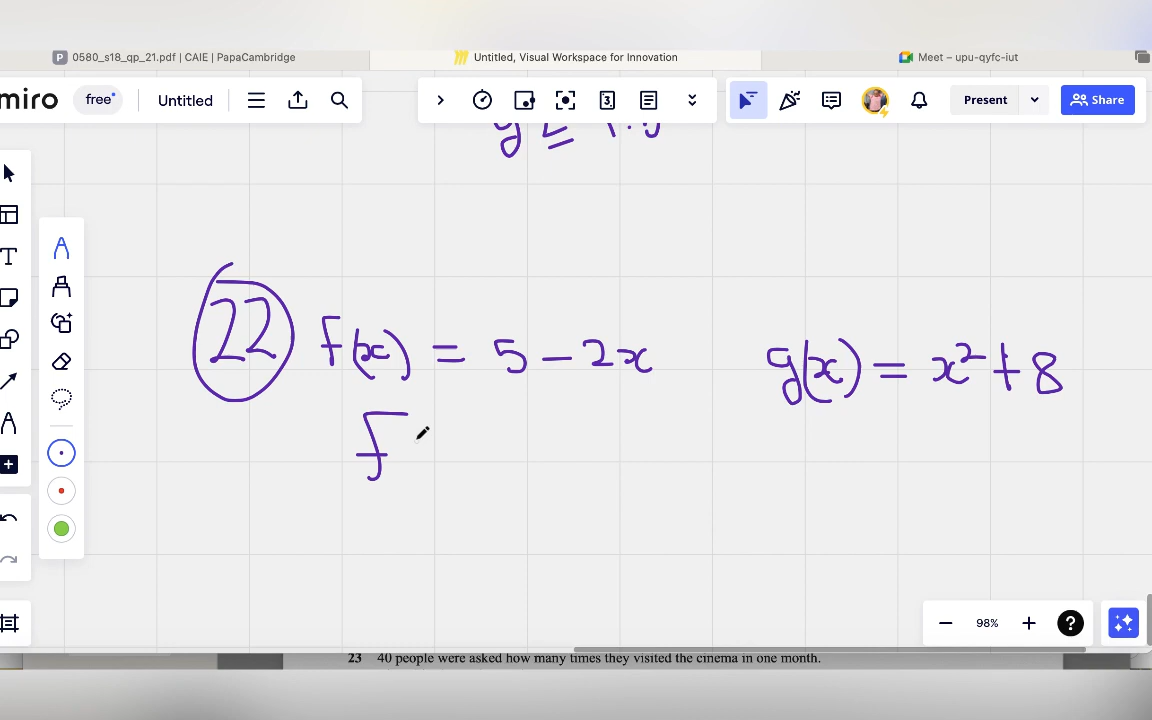 0580_s18_qp_21.pdf | CAIE | PapaCambridge
Untitled, Visual Workspace for Innovation
Meet – upu-qyfc-iut
miro
free
Untitled
Present
Share
22 f(x) = 5 – 2x
g(x) = x² + 8
f
98%
23 40 people were asked how many times they visited the cinema in one month.